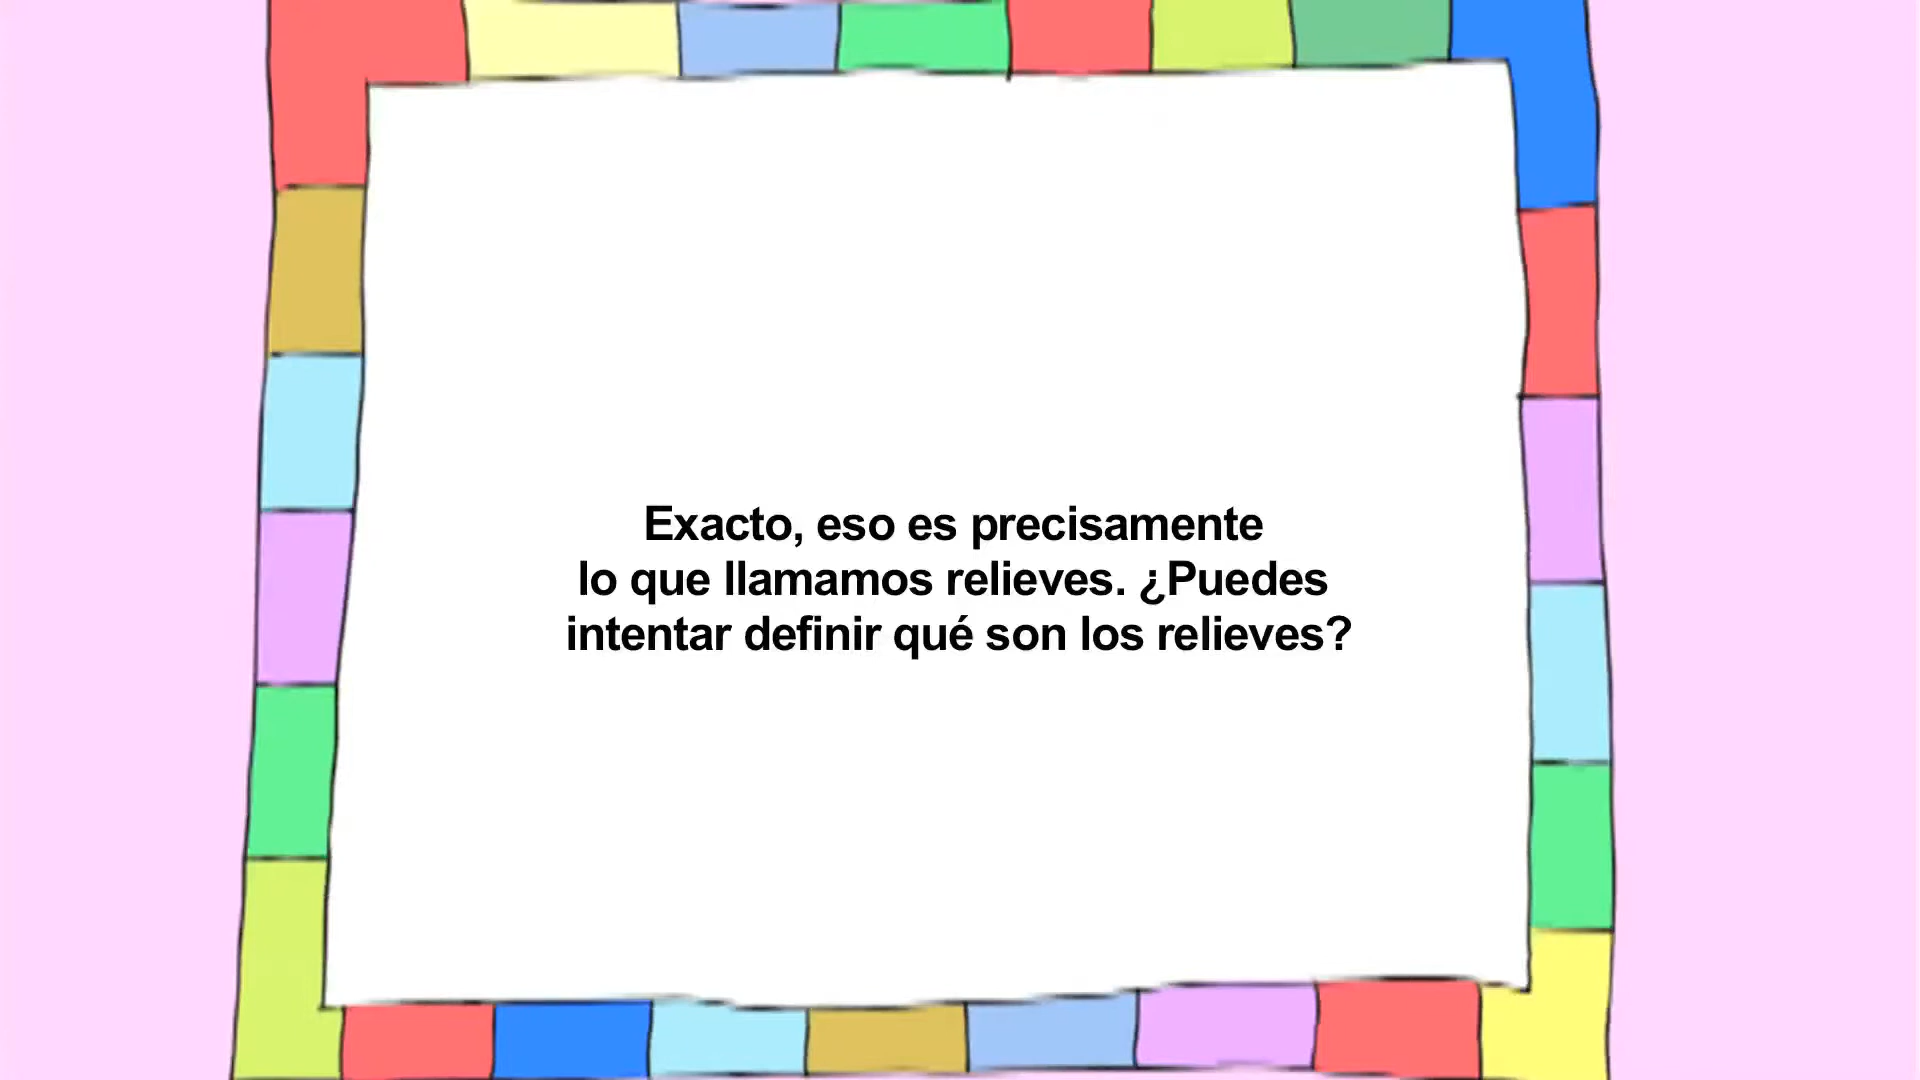 Exacto, eso es precisamente
lo que llamamos relieves. ¿Puedes
intentar definir qué son los relieves?